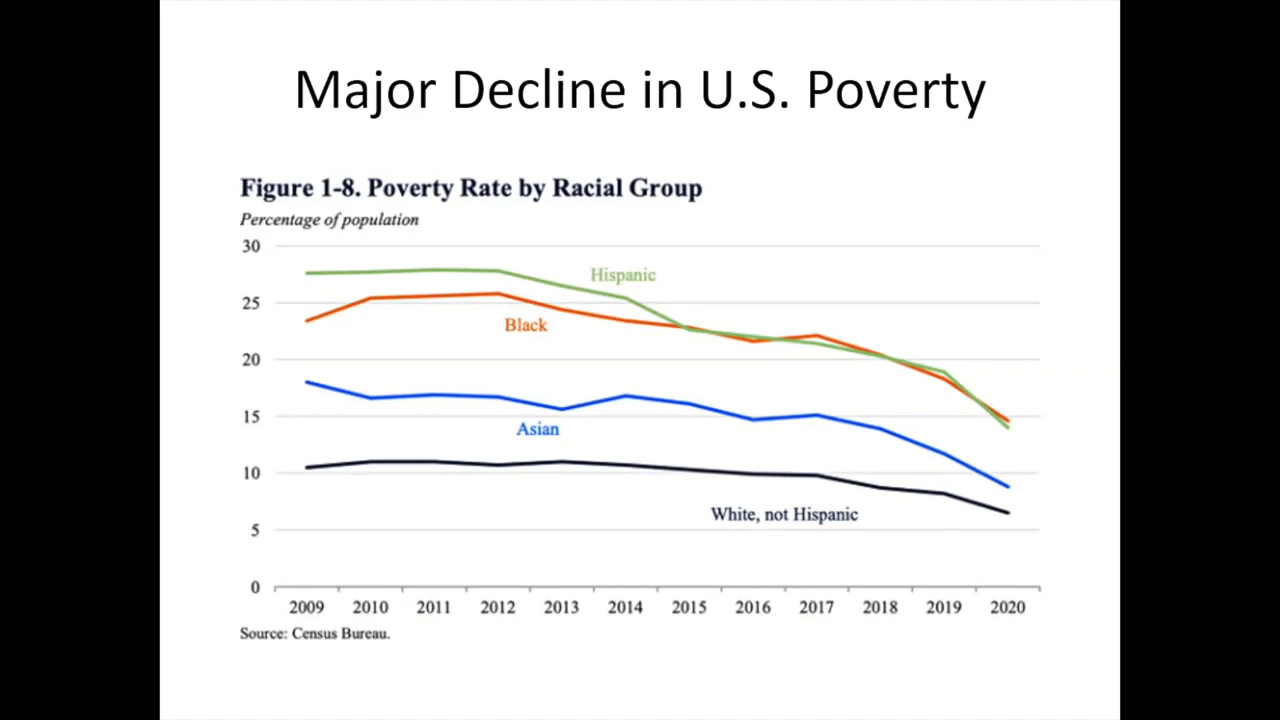 Major Decline in U.S. Poverty
Figure 1-8. Poverty Rate by Racial Group
Percentage of population
30
25
20
15
10
5
0
Hispanic
Black
Asian
White, not Hispanic
2009 2010 2011 2012 2013 2014 2015 2016 2017 2018 2019 2020
Source: Census Bureau.